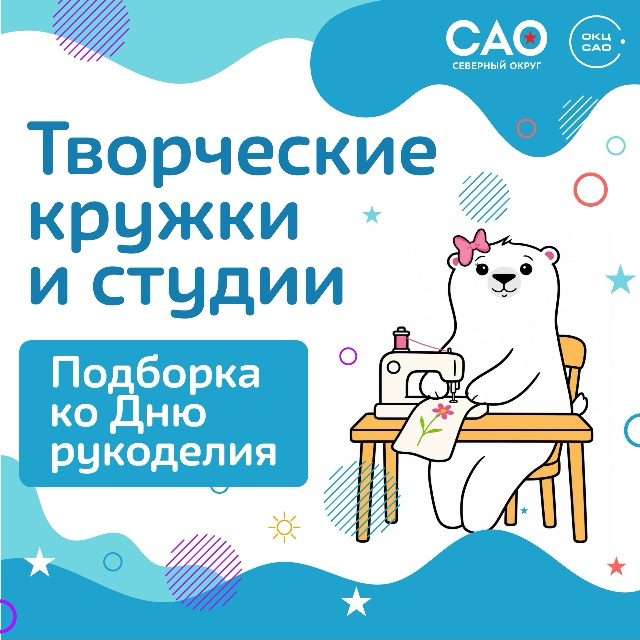 САО
СЕВЕРНЫЙ ОКРУГ
ОКЦ
САО
Творческие
кружки
и студии
Подборка
ко Дню
рукоделия